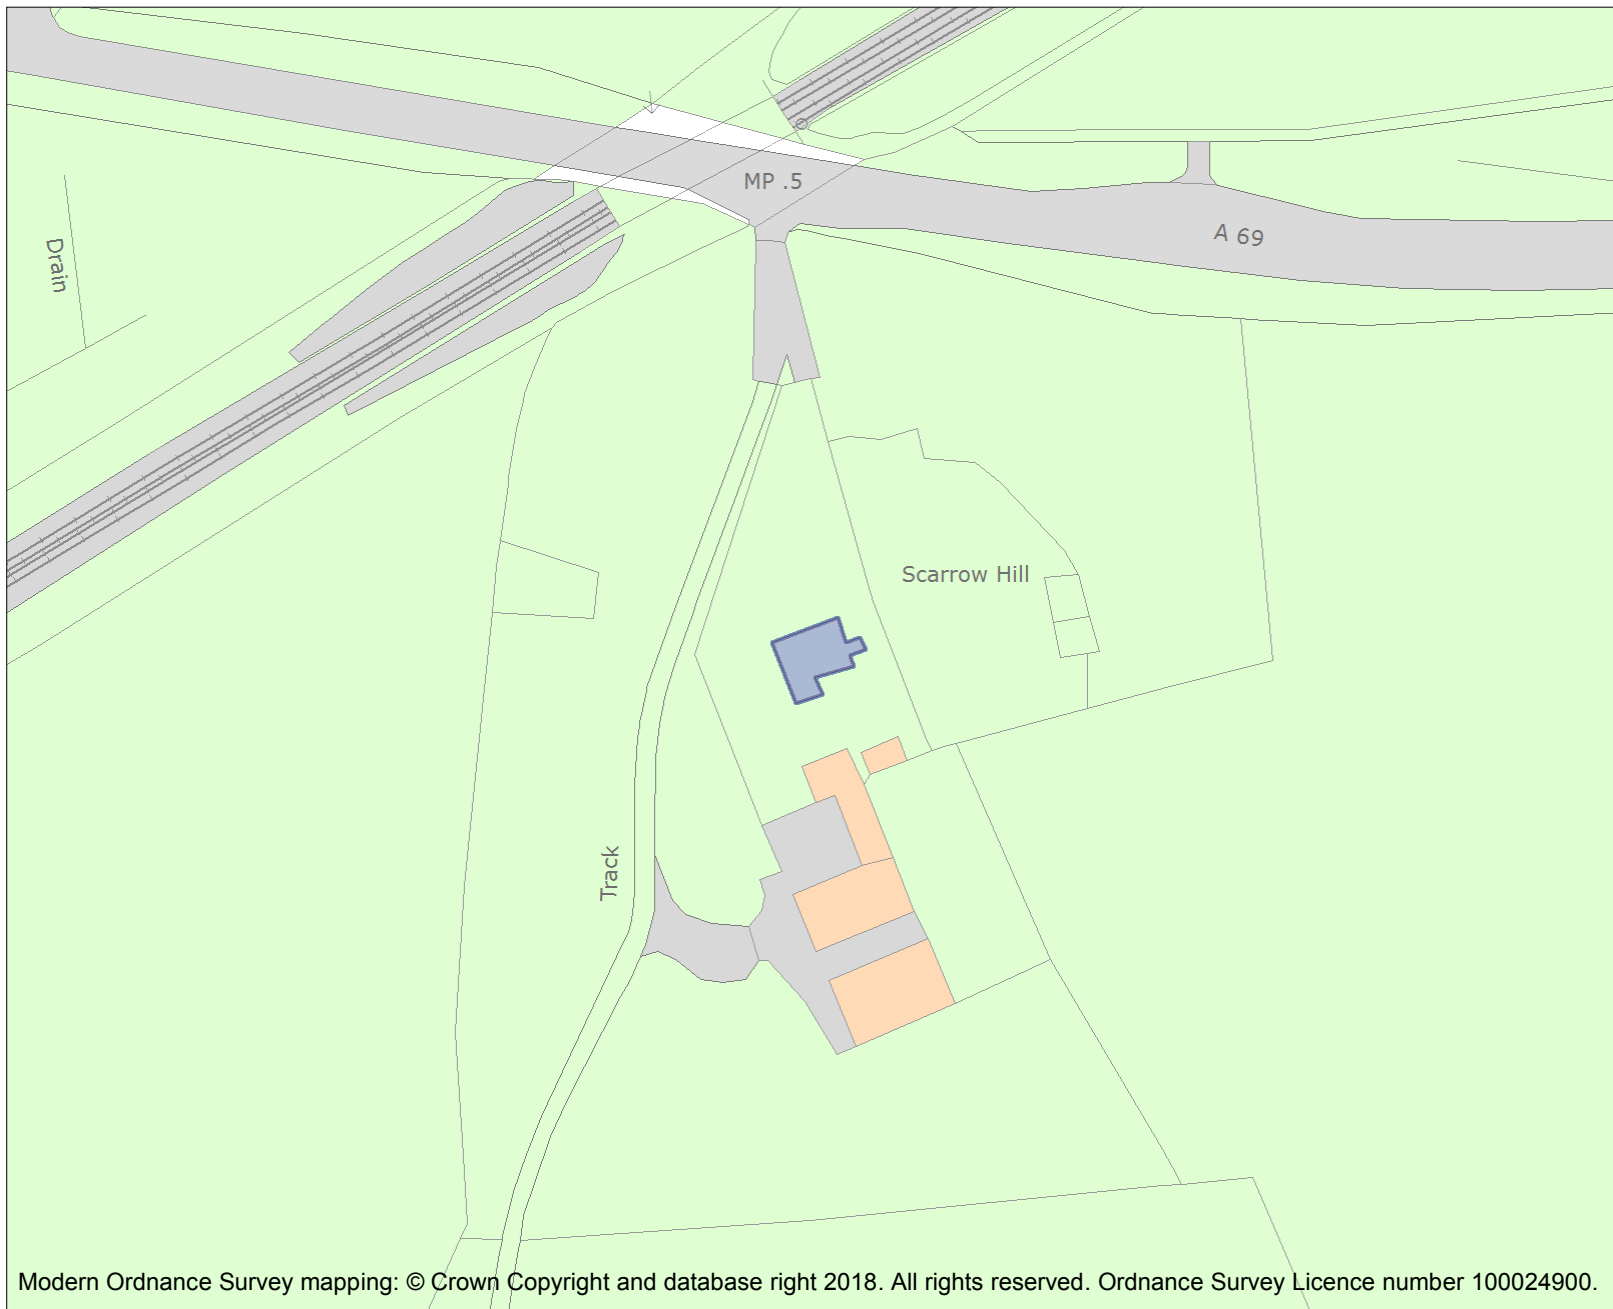 MP .5
A 69
Drain
Scarrow Hill
Track
Modern Ordnance Survey mapping: © Crown Copyright and database right 2018. All rights reserved. Ordnance Survey Licence number 100024900.